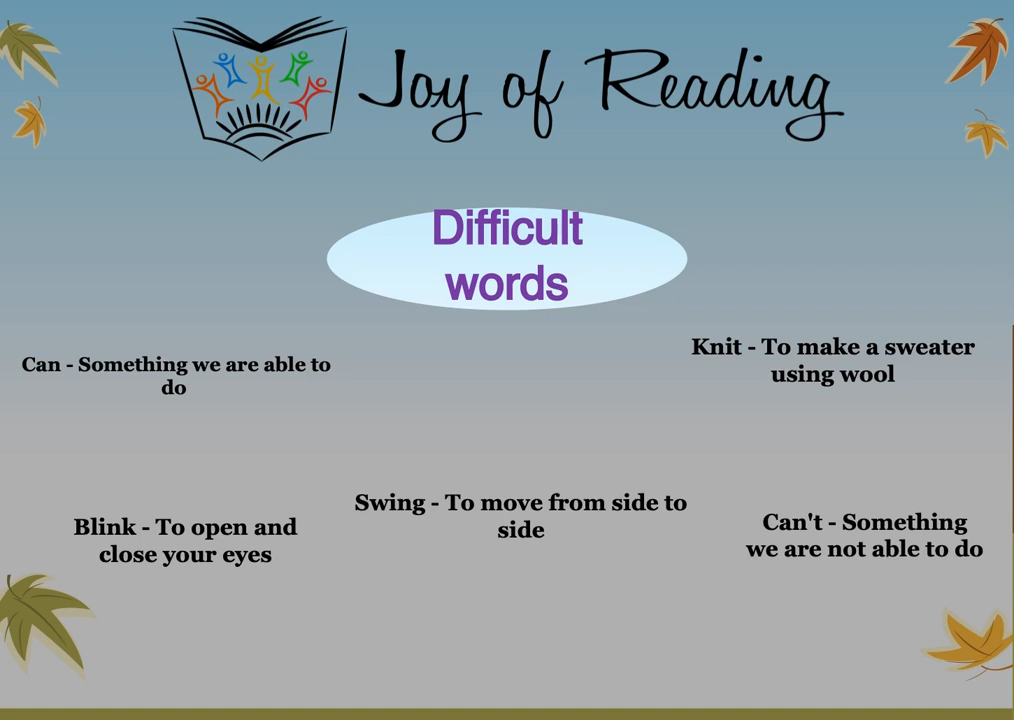 Joy of Reading
Difficult
words
Can - Something we are able to
do
Knit - To make a sweater
using wool
Blink - To open and
close your eyes
Swing - To move from side to
side
Can't - Something
we are not able to do